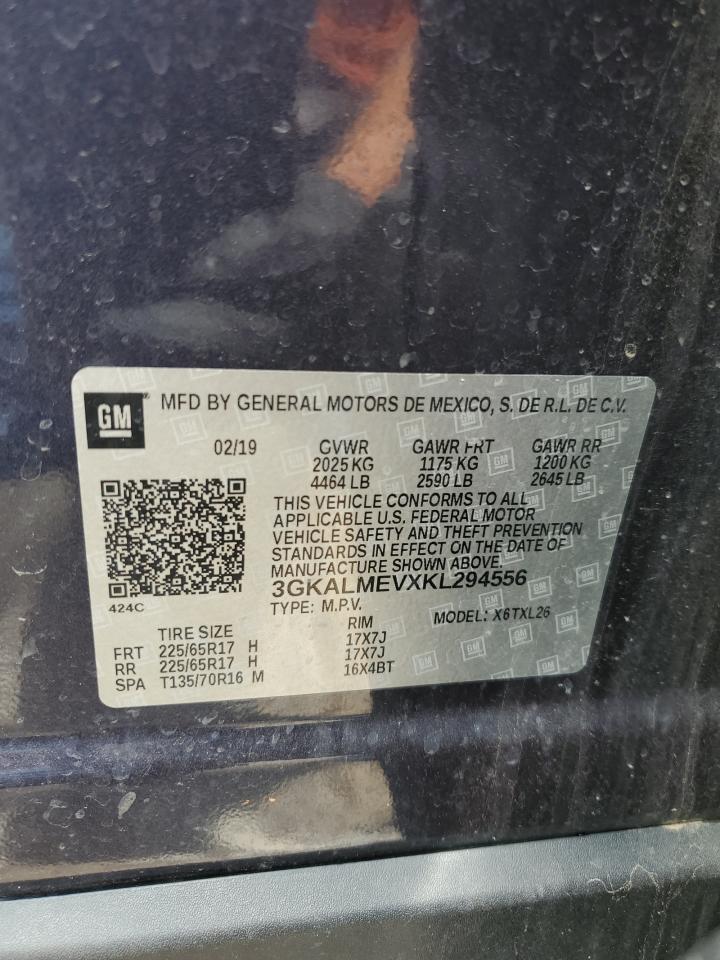 GM MFD BY GENERAL MOTORS DE MEXICO, S. DE R.L. DE C.V.
02/19 GVWR GAWR FRT GAWR RR
2025 KG 1175 KG 1200 KG
4464 LB 2590 LB 2645 LB
THIS VEHICLE CONFORMS TO ALL
APPLICABLE U.S. FEDERAL MOTOR
VEHICLE SAFETY AND THEFT PREVENTION
STANDARDS IN EFFECT ON THE DATE OF
MANUFACTURE SHOWN ABOVE.
3GKALMEVXKL294556
424C
TYPE: M.P.V. MODEL: X6TXL26
TIRE SIZE RIM
FRT 225/65R17 H 17X7J
RR 225/65R17 H 17X7J
SPA T135/70R16 M 16X4BT